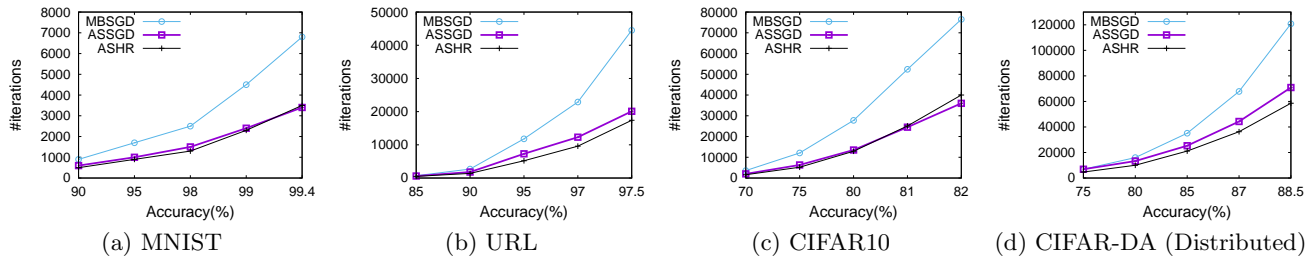 MBSGD
ASSGD
ASHR
#iterations
8000
7000
6000
5000
4000
3000
2000
1000
0
90 95 98 99 99.4
Accuracy(%)
(a) MNIST
MBSGD
ASSGD
ASHR
#iterations
50000
40000
30000
20000
10000
0
85 90 95 97 97.5
Accuracy(%)
(b) URL
MBSGD
ASSGD
ASHR
#iterations
80000
70000
60000
50000
40000
30000
20000
10000
0
70 75 80 81 82
Accuracy(%)
(c) CIFAR10
MBSGD
ASSGD
ASHR
#iterations
120000
100000
80000
60000
40000
20000
0
75 80 85 87 88.5
Accuracy(%)
(d) CIFAR-DA (Distributed)